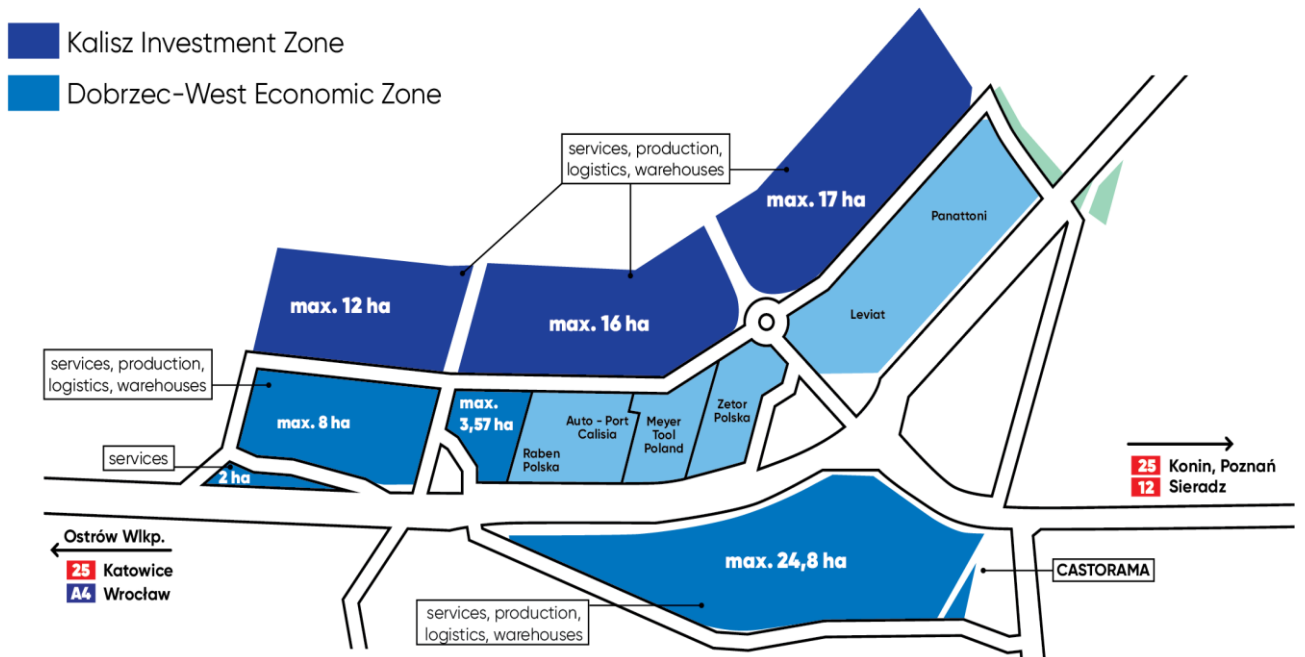 Kalisz Investment Zone
Dobrzec-West Economic Zone
services, production,
logistics, warehouses
max. 17 ha
Panattoni
max. 12 ha
max. 16 ha
Leviat
services, production,
logistics, warehouses
max. 8 ha
max.
3,57 ha
Auto - Port
Calisia
Meyer
Tool
Poland
Zetor
Polska
Raben
Polska
services
2 ha
25 Konin, Poznań
12 Sieradz
Ostrów Wlkp.
25 Katowice
A4 Wrocław
max. 24,8 ha
CASTORAMA
services, production,
logistics, warehouses